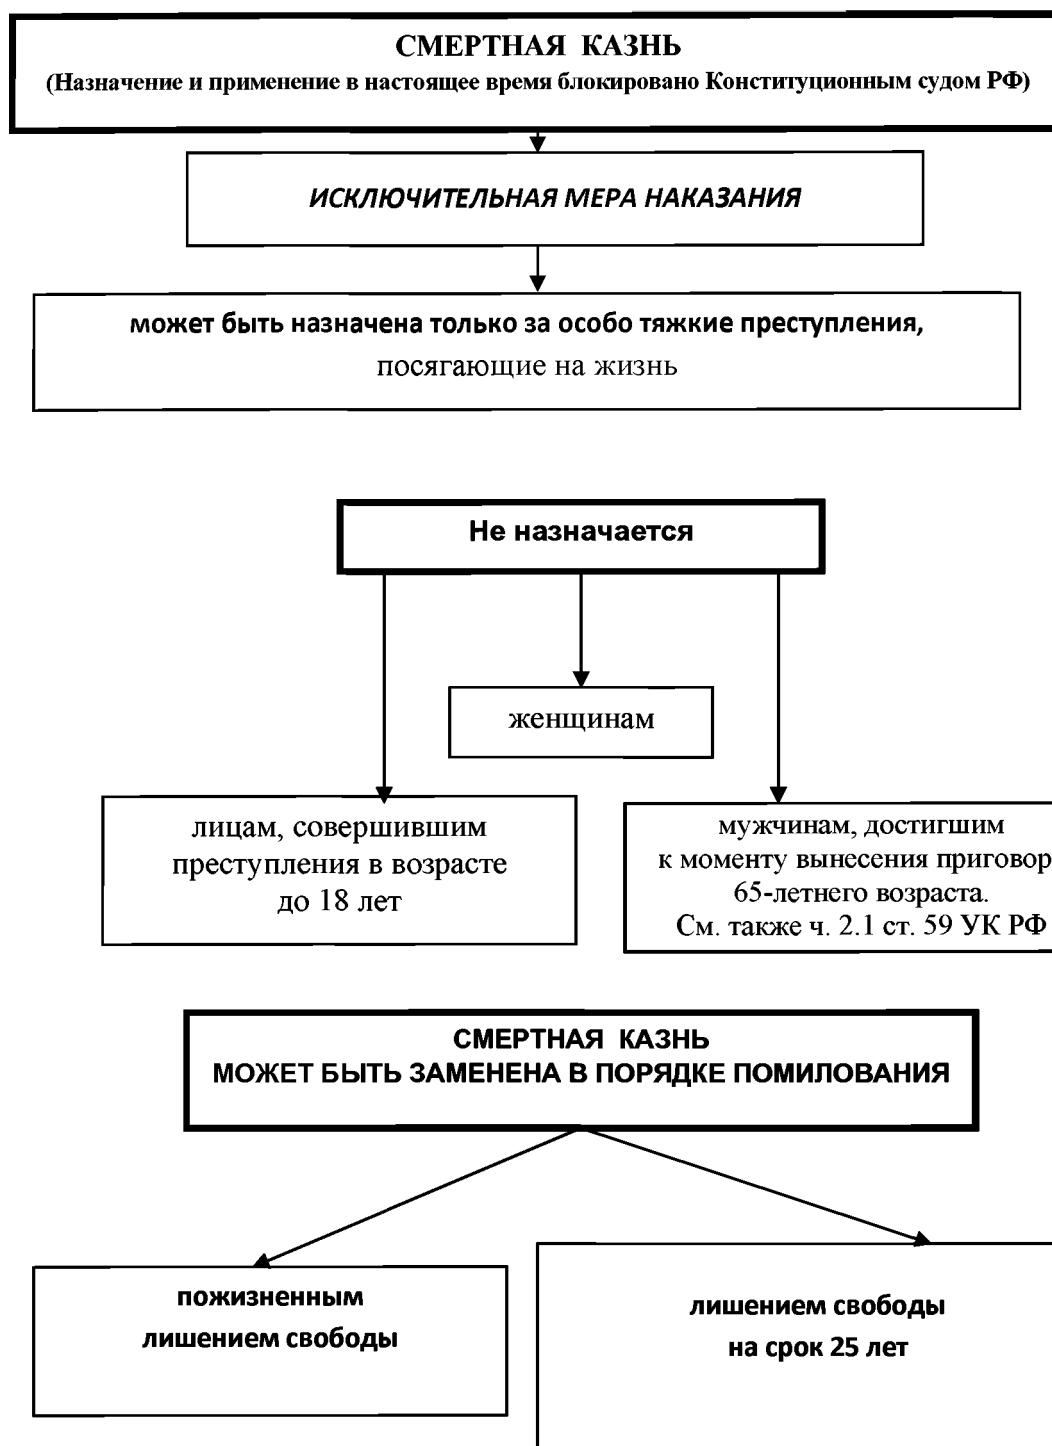 СМЕРТНАЯ КАЗНЬ
(Назначение и применение в настоящее время блокировано Конституционным судом РФ)
ИСКЛЮЧИТЕЛЬНАЯ МЕРА НАКАЗАНИЯ
может быть назначена только за особо тяжкие преступления,
посягающие на жизнь
Не назначается
женщинам
лицам, совершившим
преступления в возрасте
до 18 лет
мужчинам, достигшим
к моменту вынесения приговор
65-летнего возраста.
См. также ч. 2.1 ст. 59 УК РФ
СМЕРТНАЯ КАЗНЬ
МОЖЕТ БЫТЬ ЗАМЕНЕНА В ПОРЯДКЕ ПОМИЛОВАНИЯ
пожизненным
лишением свободы
лишением свободы
на срок 25 лет